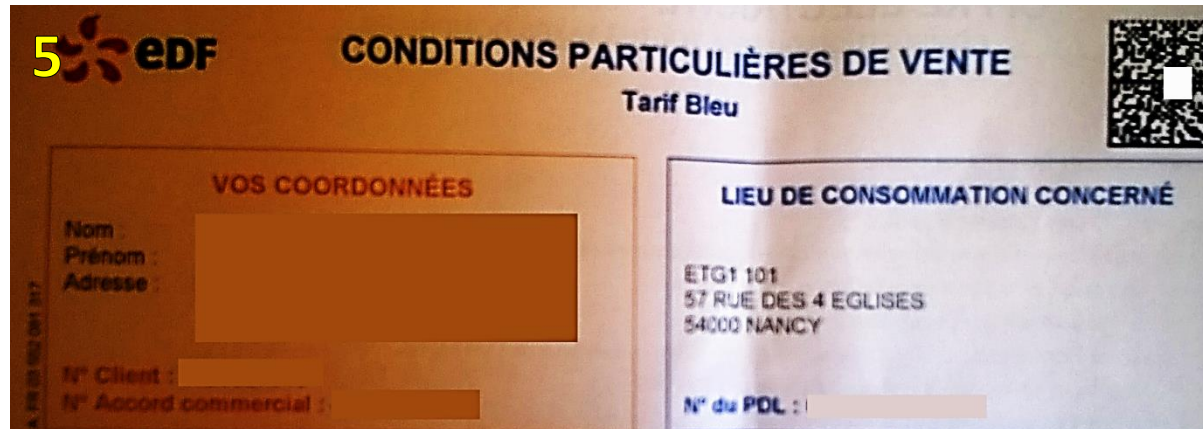 5
eDF
CONDITIONS PARTICULIÈRES DE VENTE
Tarif Bleu
VOS COORDONNÉES
Nom :
Prénom :
Adresse :
N° Client :
N° Accord commercial :
LIEU DE CONSOMMATION CONCERNÉ
ETG1 101
57 RUE DES 4 EGLISES
54000 NANCY
N° du PDL :